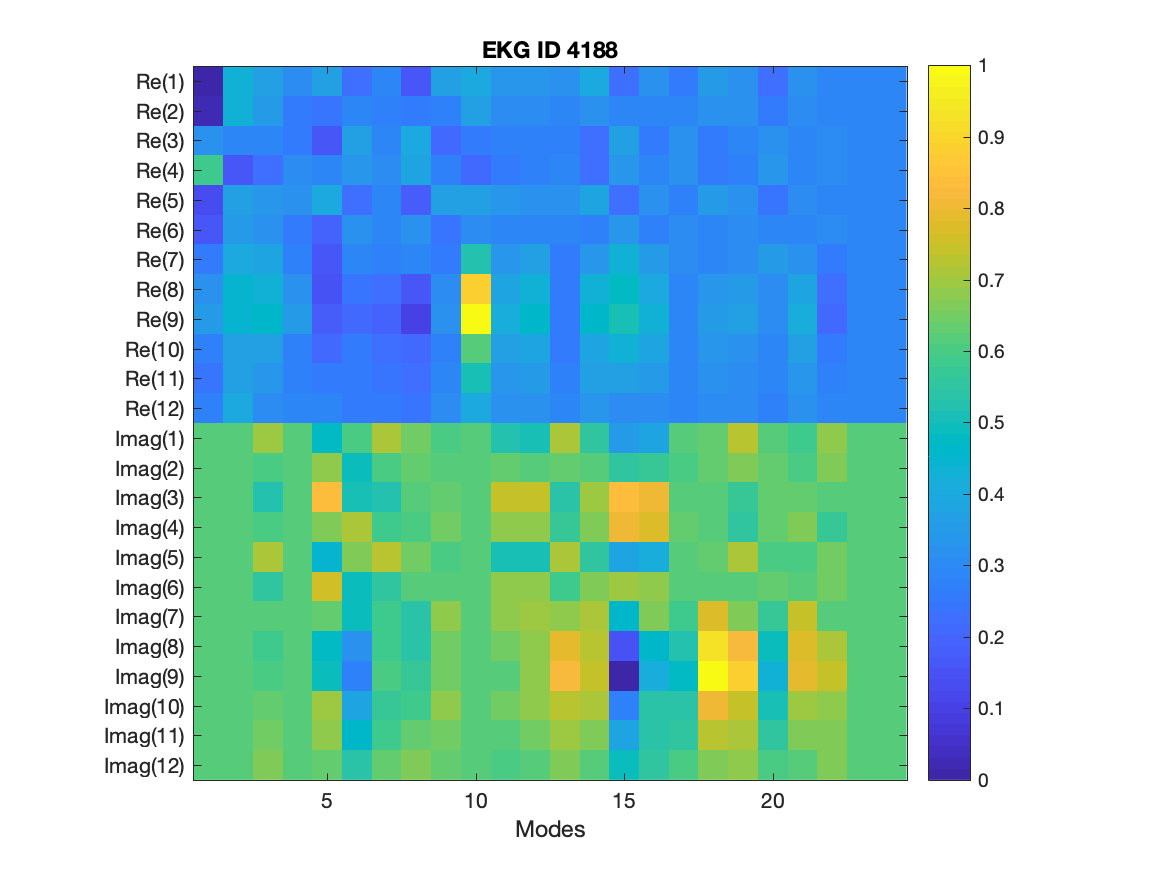 EKG ID 4188
Re(1)
Re(2)
Re(3)
Re(4)
Re(5)
Re(6)
Re(7)
Re(8)
Re(9)
Re(10)
Re(11)
Re(12)
Imag(1)
Imag(2)
Imag(3)
Imag(4)
Imag(5)
Imag(6)
Imag(7)
Imag(8)
Imag(9)
Imag(10)
Imag(11)
Imag(12)
5 10 15 20
Modes
1
0.9
0.8
0.7
0.6
0.5
0.4
0.3
0.2
0.1
0